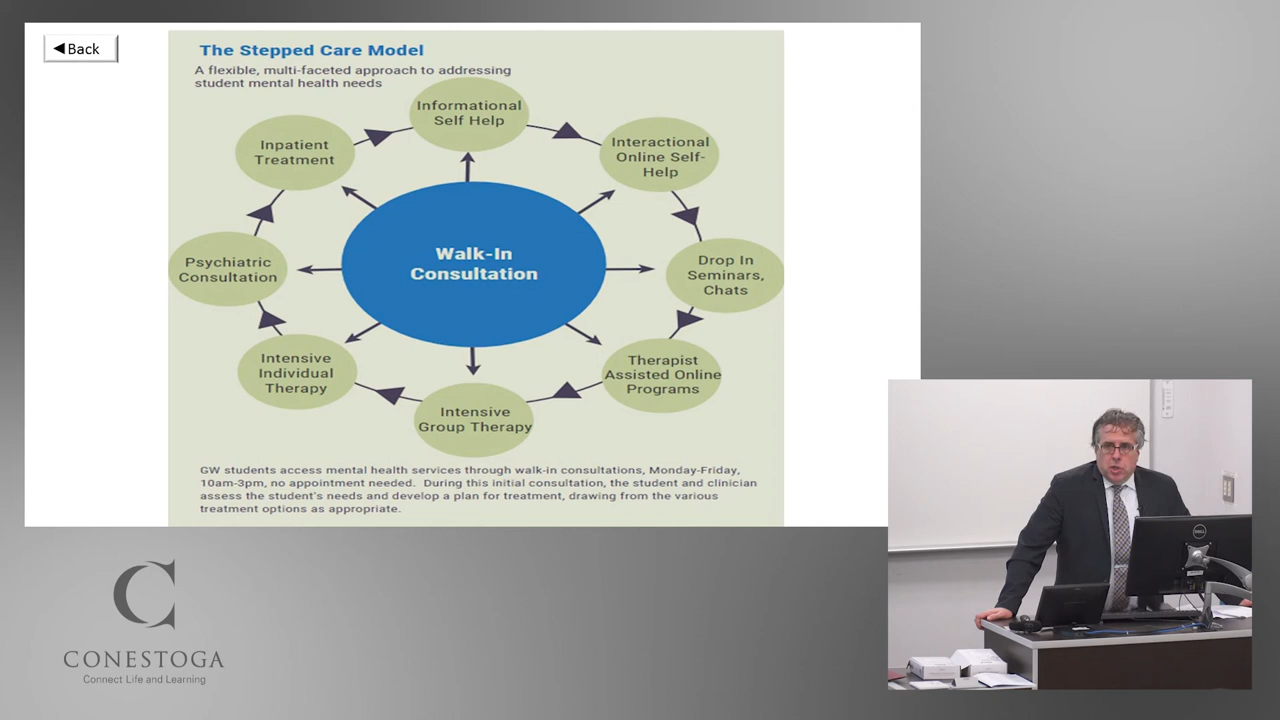 ◀Back
The Stepped Care Model
A flexible, multi-faceted approach to addressing
student mental health needs
Informational
Self Help
Interactional
Online Self-
Help
Drop In
Seminars,
Chats
Therapist
Assisted Online
Programs
Intensive
Group Therapy
Intensive
Individual
Therapy
Psychiatric
Consultation
Inpatient
Treatment
Walk-In
Consultation
GW students access mental health services through walk-in consultations, Monday-Friday,
10am-3pm, no appointment needed. During this initial consultation, the student and clinician
assess the student's needs and develop a plan for treatment, drawing from the various
treatment options as appropriate.
DELL
C
CONESTOGA
Connect Life and Learning